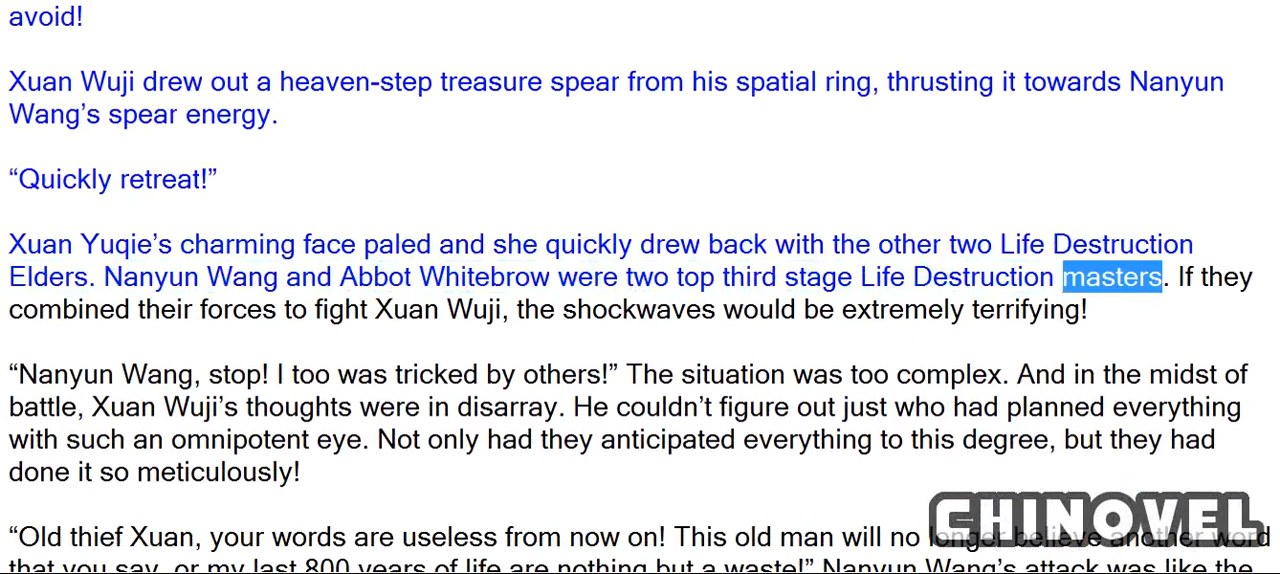 avoid!
Xuan Wuji drew out a heaven-step treasure spear from his spatial ring, thrusting it towards Nanyun
Wang’s spear energy.
“Quickly retreat!”
Xuan Yuqie’s charming face paled and she quickly drew back with the other two Life Destruction
Elders. Nanyun Wang and Abbot Whitebrow were two top third stage Life Destruction masters. If they
combined their forces to fight Xuan Wuji, the shockwaves would be extremely terrifying!
“Nanyun Wang, stop! I too was tricked by others!” The situation was too complex. And in the midst of
battle, Xuan Wuji’s thoughts were in disarray. He couldn’t figure out just who had planned everything
with such an omnipotent eye. Not only had they anticipated everything to this degree, but they had
done it so meticulously!
CHINOVEL
“Old thief Xuan, your words are useless from now on! This old man will no longer believe another word
that you say, or my last 800 years of life are nothing but a waste!” Nanyun Wang’s attack was like the